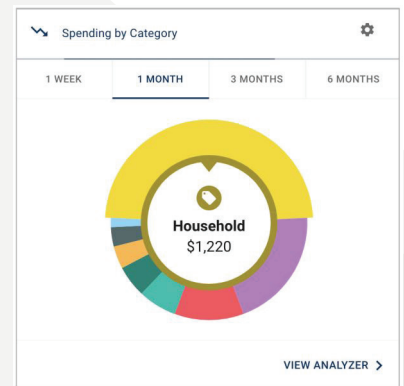 Spending by Category
1 WEEK
1 MONTH
3 MONTHS
6 MONTHS
Household
$1,220
VIEW ANALYZER